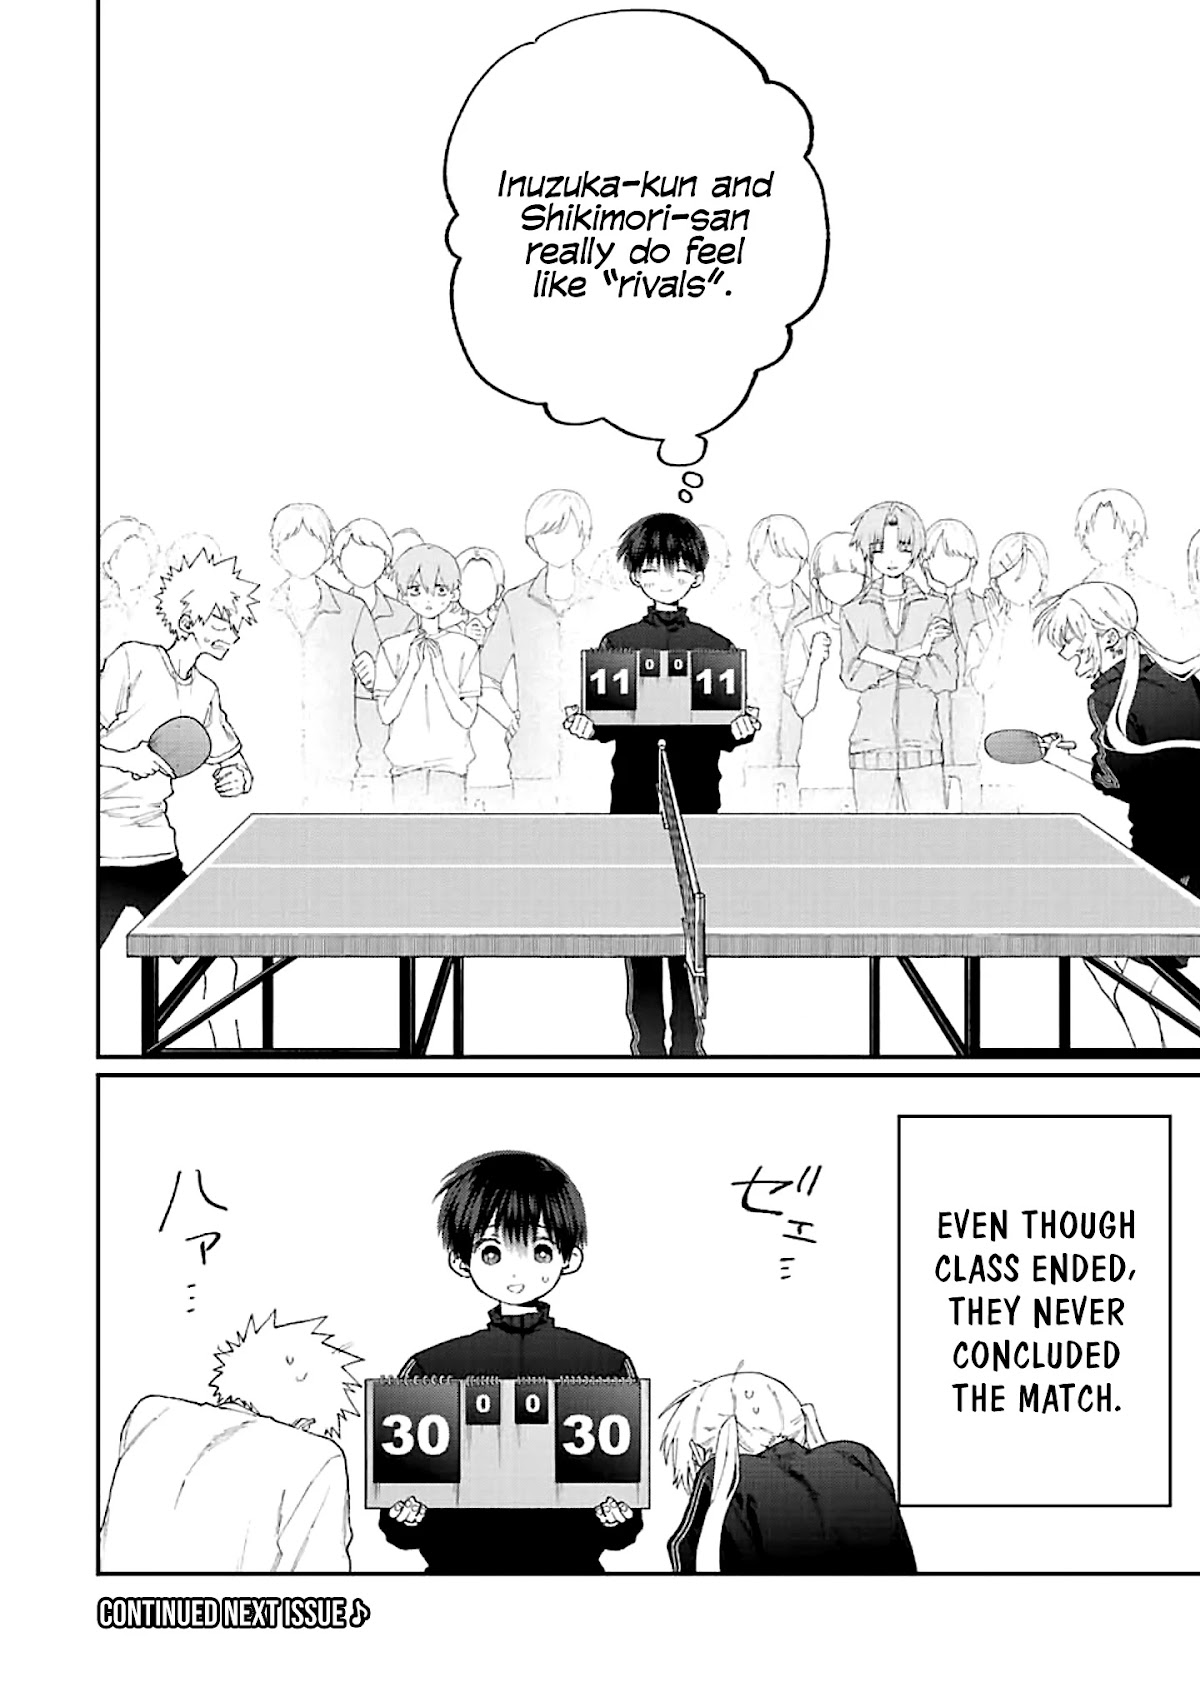 Inuzuka-kun and
Shikimori-san
really do feel
like "rivals".
11 0 0 11
EVEN THOUGH
CLASS ENDED,
THEY NEVER
CONCLUDED
THE MATCH.
ゼェ
ハァ
30 0 0 30
CONTINUED NEXT ISSUE♪